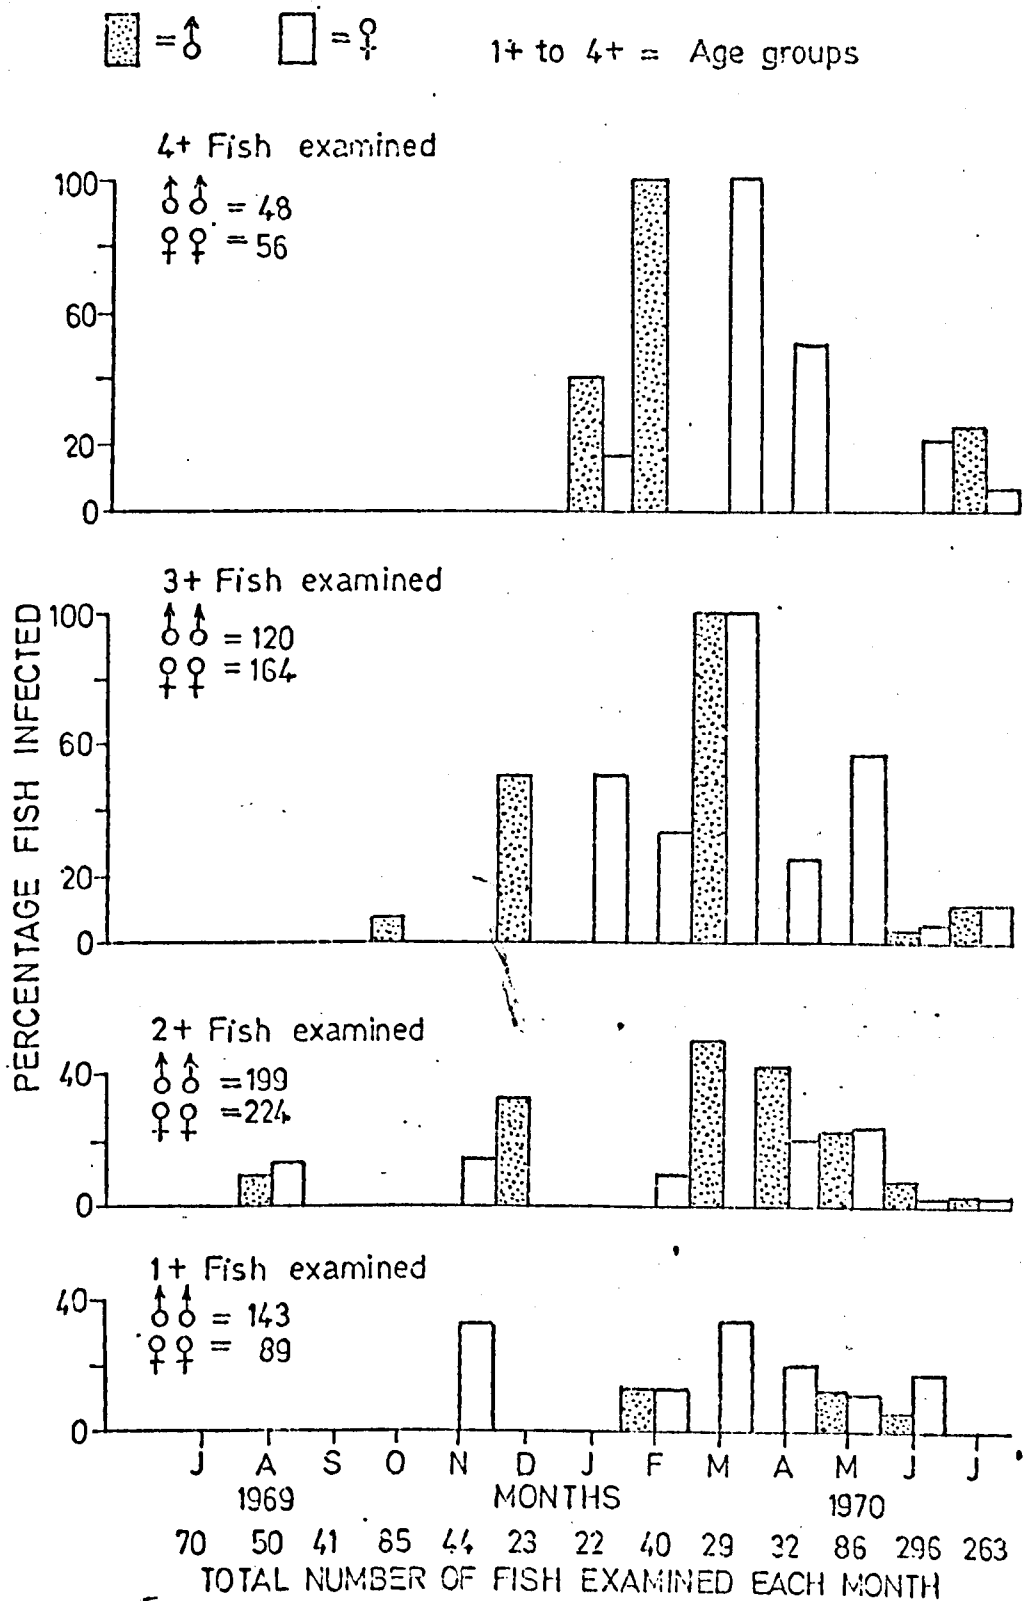 = ♂ = ♀ 1+ to 4+ = Age groups
4+ Fish examined
♂♂ = 48
♀♀ = 56
100
60
20
0
3+ Fish examined
♂♂ = 120
♀♀ = 164
100
60
20
0
PERCENTAGE FISH INFECTED
2+ Fish examined
♂♂ = 199
♀♀ = 224
40
0
1+ Fish examined
♂♂ = 143
♀♀ = 89
40
0
J A S O N D J F M A M J J
1969 MONTHS 1970
70 50 41 85 44 23 22 40 29 32 86 296 263
TOTAL NUMBER OF FISH EXAMINED EACH MONTH